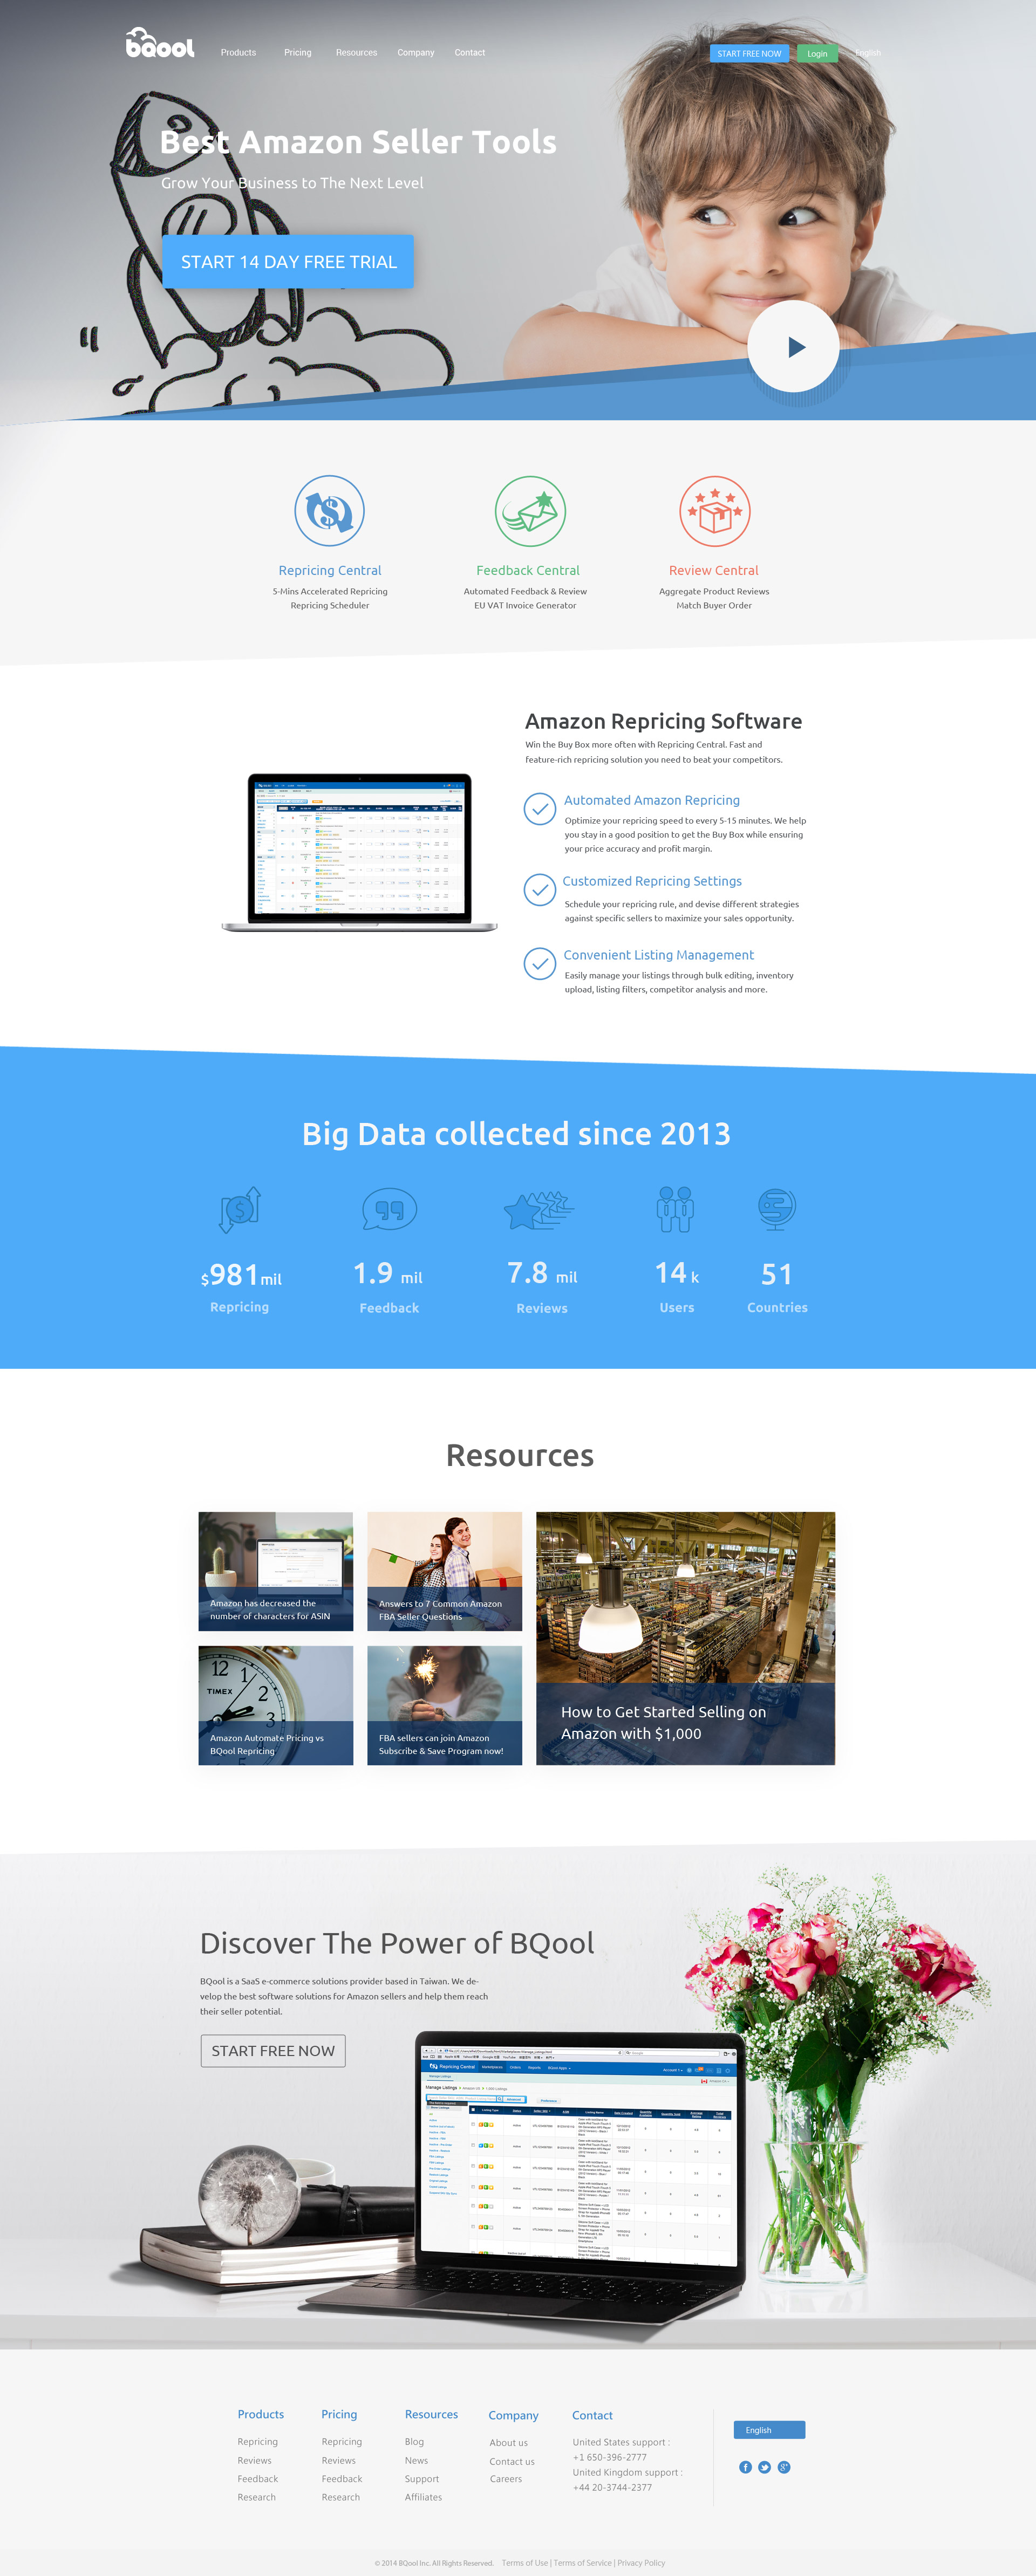 bqool
Products Pricing Resources Company Contact
START FREE NOW Login English
Best Amazon Seller Tools
Grow Your Business to The Next Level
START 14 DAY FREE TRIAL
Repricing Central
5-Mins Accelerated Repricing
Repricing Scheduler
Feedback Central
Automated Feedback & Review
EU VAT Invoice Generator
Review Central
Aggregate Product Reviews
Match Buyer Order
Amazon Repricing Software
Win the Buy Box more often with Repricing Central. Fast and
feature-rich repricing solution you need to beat your competitors.
Automated Amazon Repricing
Optimize your repricing speed to every 5-15 minutes. We help
you stay in a good position to get the Buy Box while ensuring
your price accuracy and profit margin.
Customized Repricing Settings
Schedule your repricing rule, and devise different strategies
against specific sellers to maximize your sales opportunity.
Convenient Listing Management
Easily manage your listings through bulk editing, inventory
upload, listing filters, competitor analysis and more.
Big Data collected since 2013
$981mil
Repricing
1.9 mil
Feedback
7.8 mil
Reviews
14 k
Users
51
Countries
Resources
Amazon has decreased the
number of characters for ASIN
Answers to 7 Common Amazon
FBA Seller Questions
12
1
2
3
TIMEX
Amazon Automate Pricing vs
BQool Repricing
FBA sellers can join Amazon
Subscribe & Save Program now!
How to Get Started Selling on
Amazon with $1,000
Discover The Power of BQool
BQool is a SaaS e-commerce solutions provider based in Taiwan. We de-
velop the best software solutions for Amazon sellers and help them reach
their seller potential.
START FREE NOW
Repricing Central
Manage Listings
Products
Repricing
Reviews
Feedback
Research
Pricing
Repricing
Reviews
Feedback
Research
Resources
Blog
News
Support
Affiliates
Company
About us
Contact us
Careers
Contact
United States support :
+1 650-396-2777
United Kingdom support :
+44 20-3744-2377
English
© 2014 BQool Inc. All Rights Reserved. Terms of Use | Terms of Service | Privacy Policy